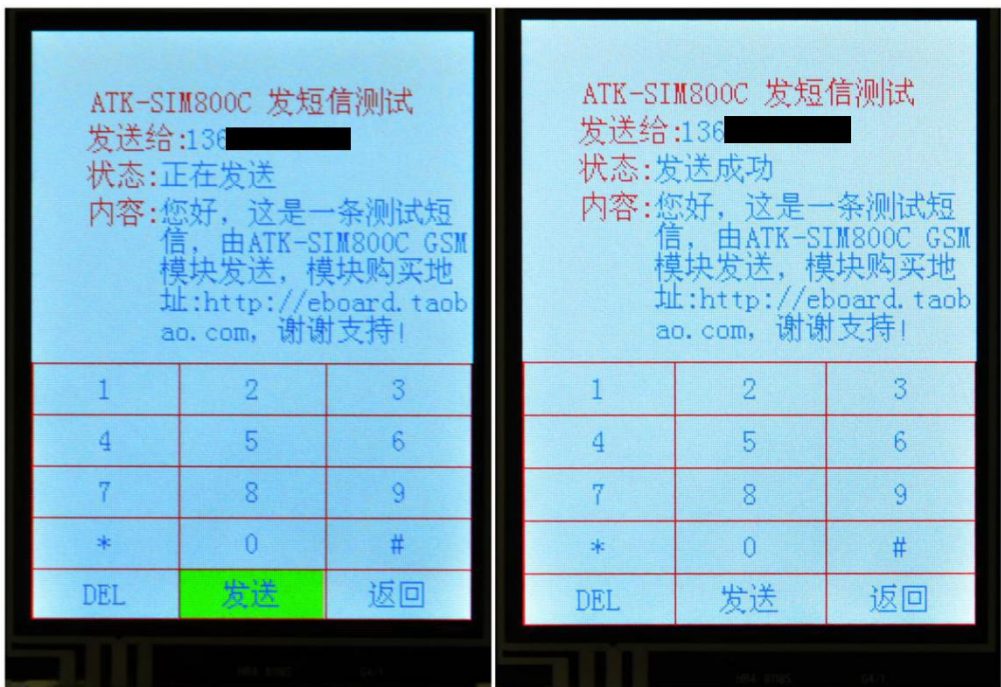 ATK-SIM800C 发短信测试
发送给:136
状态:正在发送
内容:您好，这是一条测试短
信，由ATK-SIM800C GSM
模块发送，模块购买地
址:http://eboard.taob
ao.com，谢谢支持!
1 2 3
4 5 6
7 8 9
* 0 #
DEL 发送 返回
ATK-SIM800C 发短信测试
发送给:136
状态:发送成功
内容:您好，这是一条测试短
信，由ATK-SIM800C GSM
模块发送，模块购买地
址:http://eboard.taob
ao.com，谢谢支持!
1 2 3
4 5 6
7 8 9
* 0 #
DEL 发送 返回